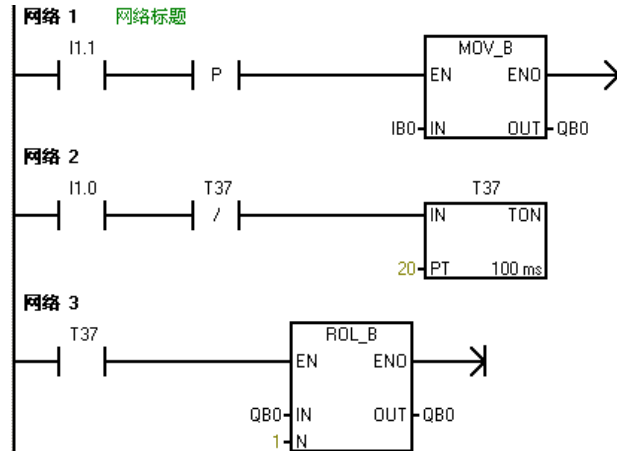 网络 1 网络标题
I1.1
P
MOV_B
EN ENO
IB0 IN OUT QB0
网络 2
I1.0 T37 T37
/
IN TON
20 PT 100 ms
网络 3
T37
ROL_B
EN ENO
QB0 IN OUT QB0
1 N